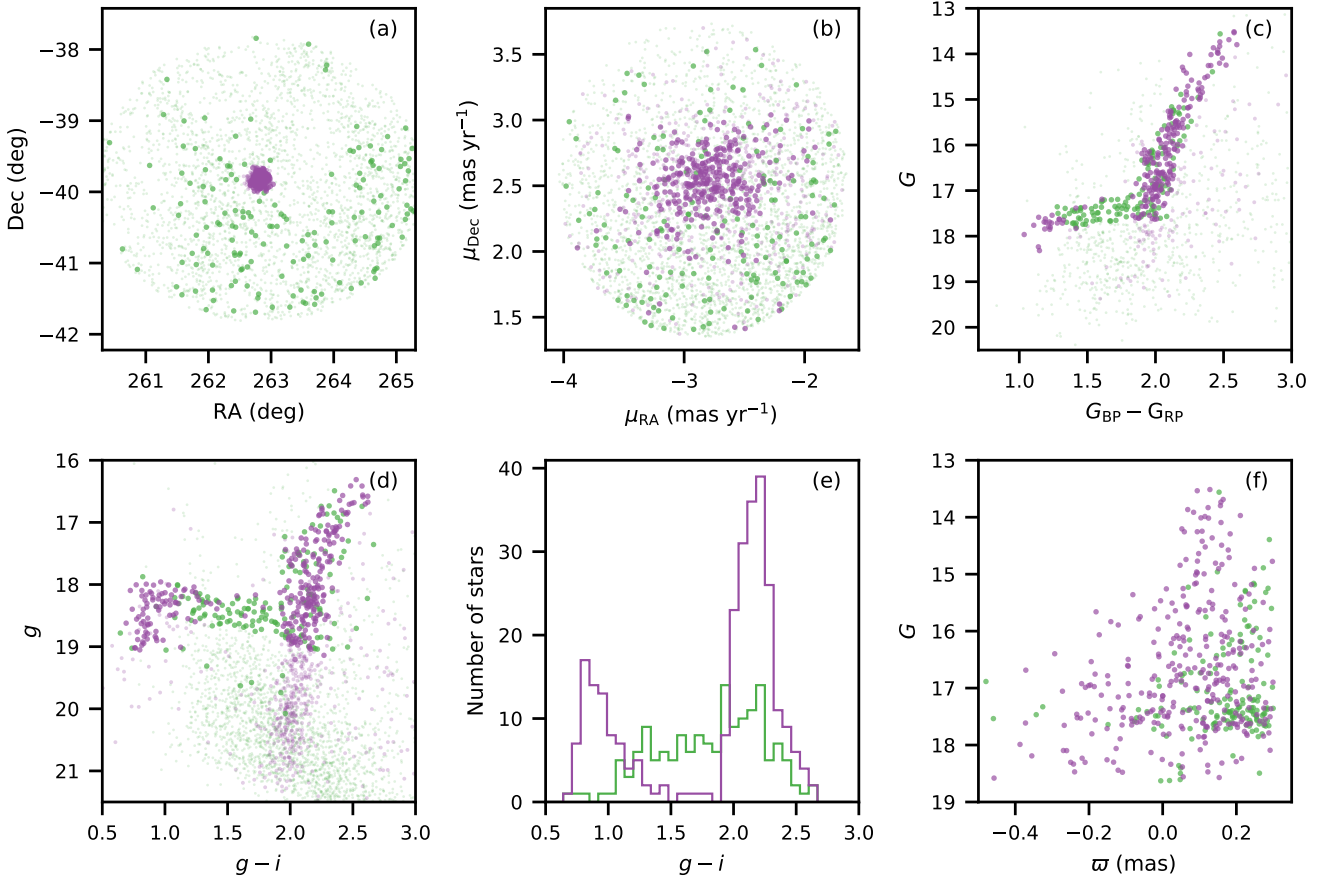 (a)
−38
−39
−40
−41
−42
Dec (deg)
261 262 263 264 265
RA (deg)
(b)
3.5
3.0
2.5
2.0
1.5
μDec (mas yr−1)
−4 −3 −2
μRA (mas yr−1)
(c)
13
14
15
16
17
18
19
20
G
1.0 1.5 2.0 2.5 3.0
GBP − GRP
(d)
16
17
18
19
20
21
g
0.5 1.0 1.5 2.0 2.5 3.0
g − i
(e)
40
30
20
10
0
Number of stars
0.5 1.0 1.5 2.0 2.5 3.0
g − i
(f)
13
14
15
16
17
18
19
G
−0.4 −0.2 0.0 0.2
ϖ (mas)